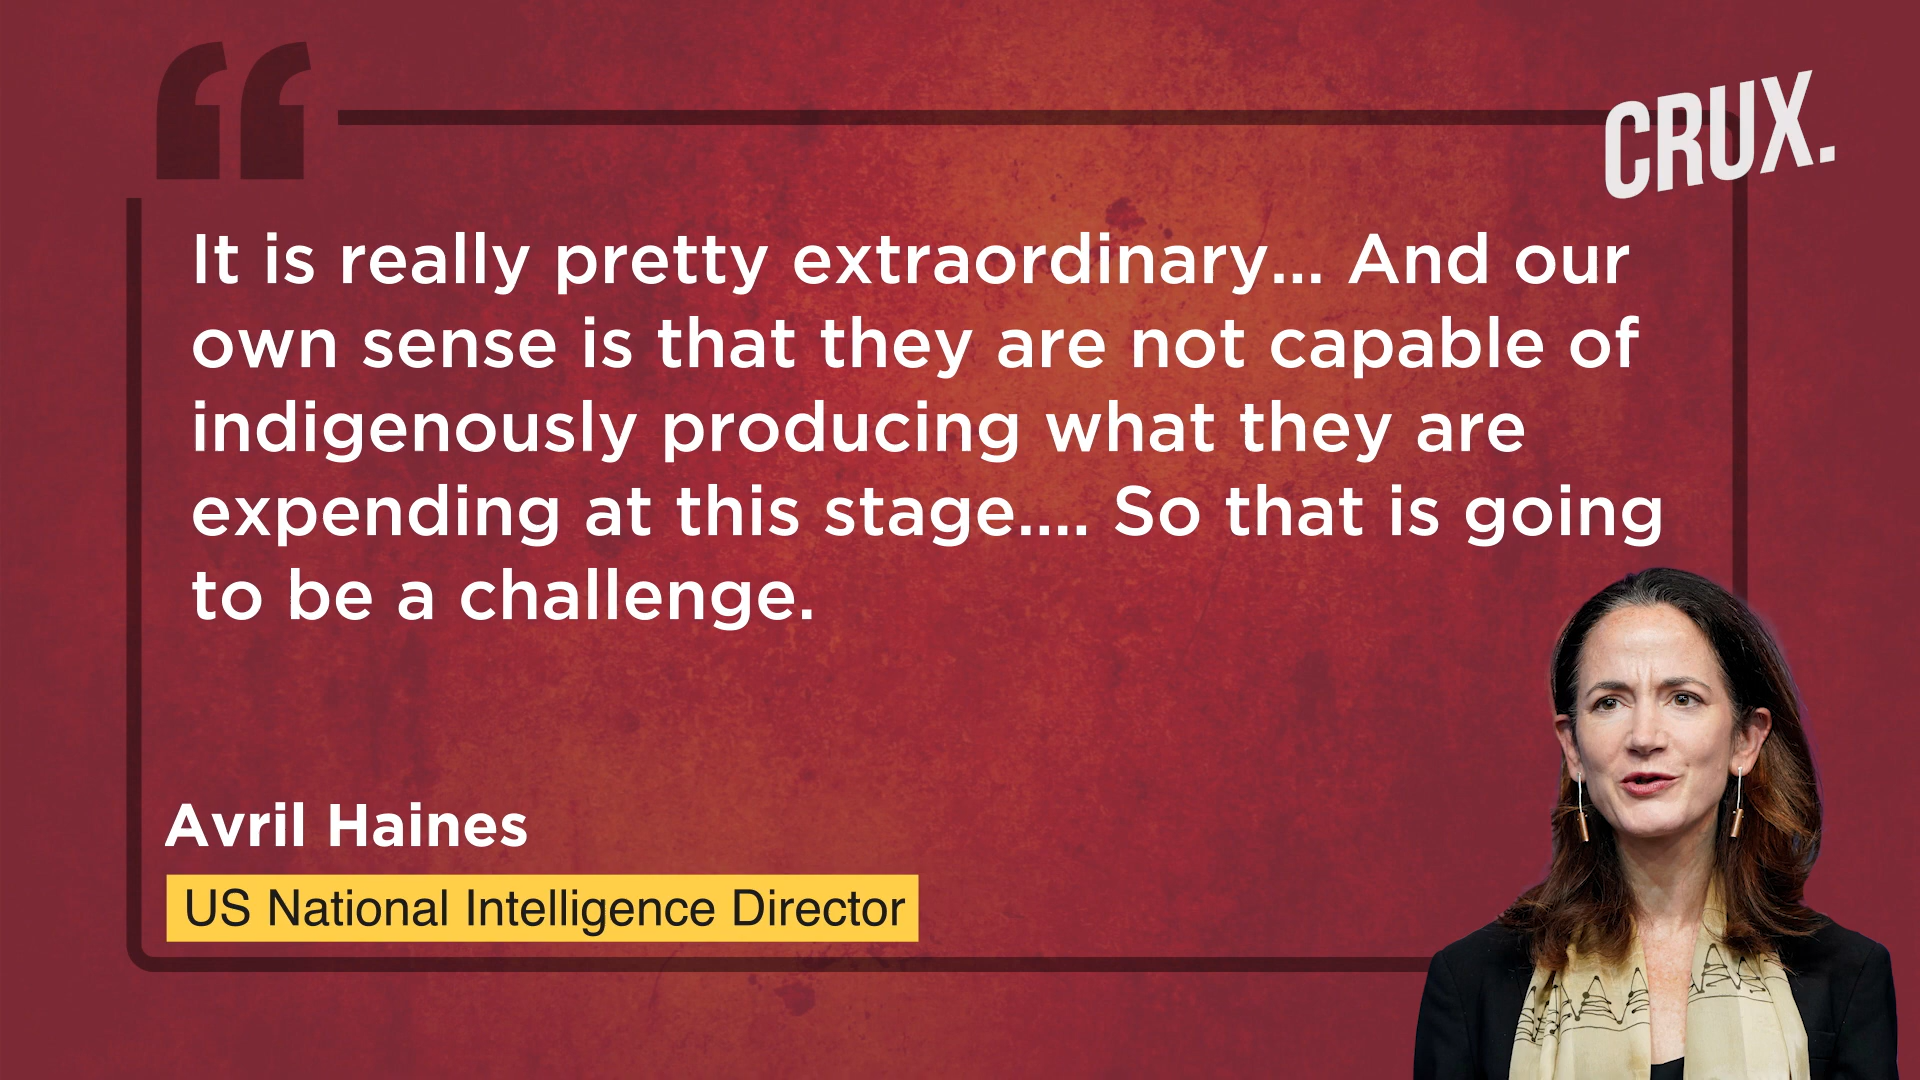 CRUX.
It is really pretty extraordinary... And our
own sense is that they are not capable of
indigenously producing what they are
expending at this stage.... So that is going
to be a challenge.
Avril Haines
US National Intelligence Director